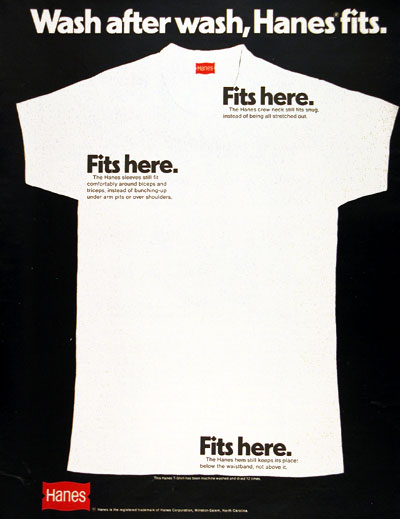 Wash after wash, Hanes® fits.
Hanes
Fits here.
The Hanes crew neck still fits snug,
instead of being all stretched out.
Fits here.
The Hanes sleeves still fit
comfortably around biceps and
triceps, instead of bunching-up
under arm pits or over shoulders.
Fits here.
The Hanes here still keeps its place:
below the waistband, not above it.
This Hanes T-Shirt has been machine washed and dried 12 times.
Hanes
Hanes is the registered trademark of Hanes Corporation, Winston-Salem, North Carolina.